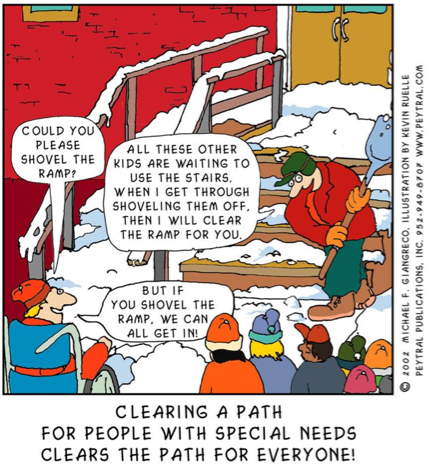 COULD YOU
PLEASE
SHOVEL THE
RAMP?
ALL THESE OTHER
KIDS ARE WAITING TO
USE THE STAIRS.
WHEN I GET THROUGH
SHOVELING THEM OFF,
THEN I WILL CLEAR
THE RAMP FOR YOU.
BUT IF
YOU SHOVEL THE
RAMP, WE CAN
ALL GET IN!
© 2002 MICHAEL F. GIANGRECO, ILLUSTRATION BY KEVIN RUELLE
PEYTRAL PUBLICATIONS, INC. 952-949-8707 WWW.PEYTRAL.COM
CLEARING A PATH
FOR PEOPLE WITH SPECIAL NEEDS
CLEARS THE PATH FOR EVERYONE!